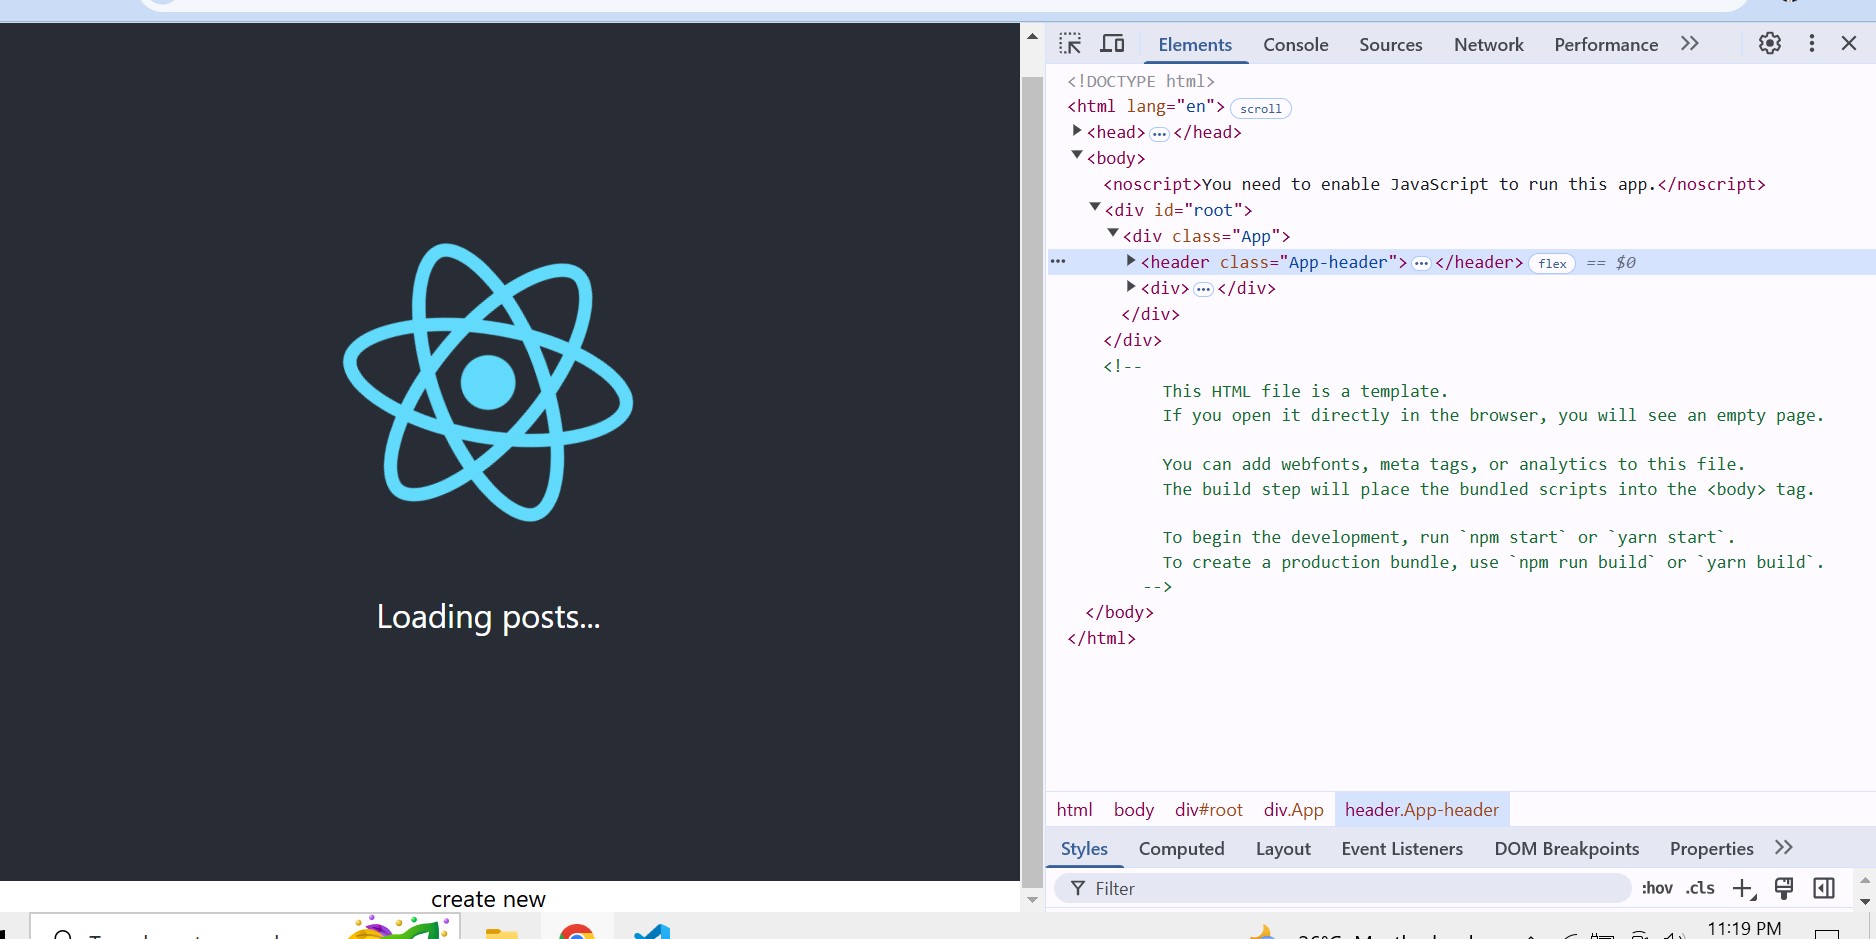 Loading posts...
create new
Elements Console Sources Network Performance
<!DOCTYPE html>
<html lang="en"> scroll
<head> ... </head>
<body>
<noscript>You need to enable JavaScript to run this app.</noscript>
<div id="root">
<div class="App">
... <header class="App-header"> ... </header> flex == $0
<div> ... </div>
</div>
</div>
<!--
This HTML file is a template.
If you open it directly in the browser, you will see an empty page.
You can add webfonts, meta tags, or analytics to this file.
The build step will place the bundled scripts into the <body> tag.
To begin the development, run `npm start` or `yarn start`.
To create a production bundle, use `npm run build` or `yarn build`.
-->
</body>
</html>
html body div#root div.App header.App-header
Styles Computed Layout Event Listeners DOM Breakpoints Properties
Filter :hov .cls
11:19 PM